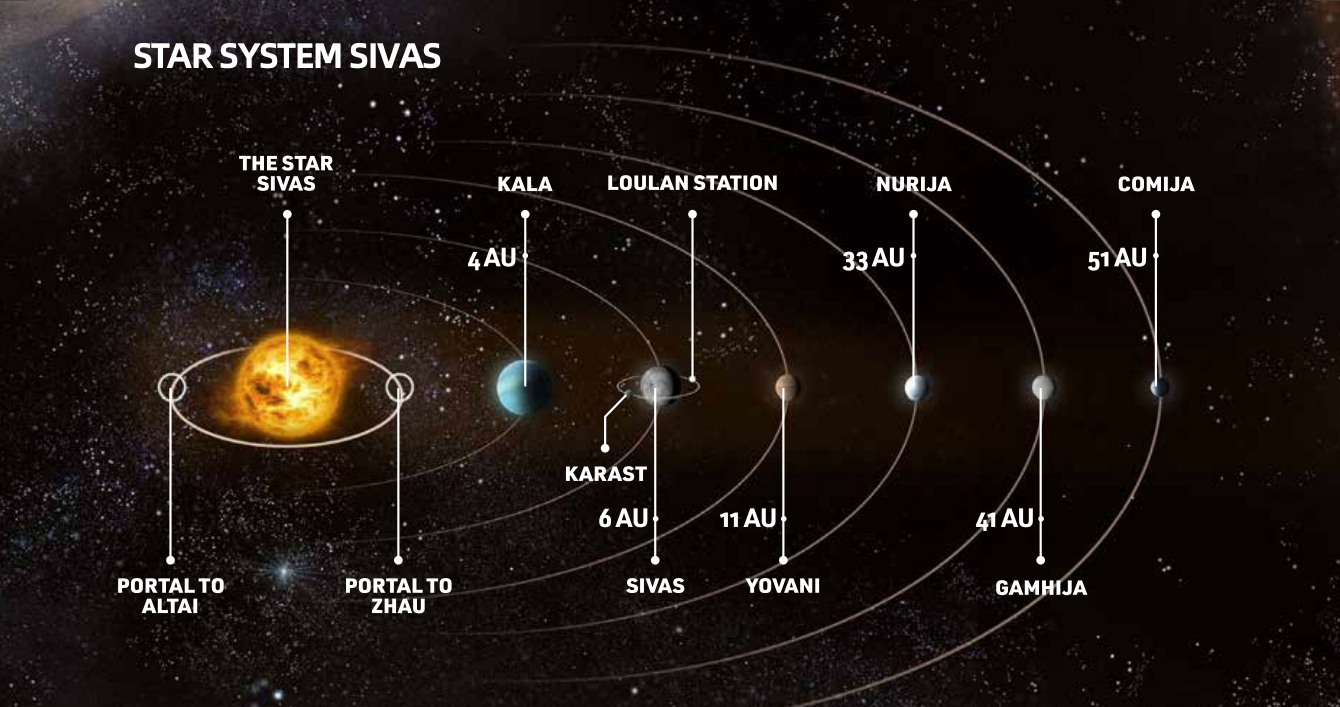 STAR SYSTEM SIVAS
THE STAR
SIVAS
KALA
LOULAN STATION
NURIJA
COMIJA
4 AU
33 AU
51 AU
KARAST
6 AU
11 AU
41 AU
PORTAL TO
ALTAI
PORTAL TO
ZHAU
SIVAS
YOVANI
GAMHIJA